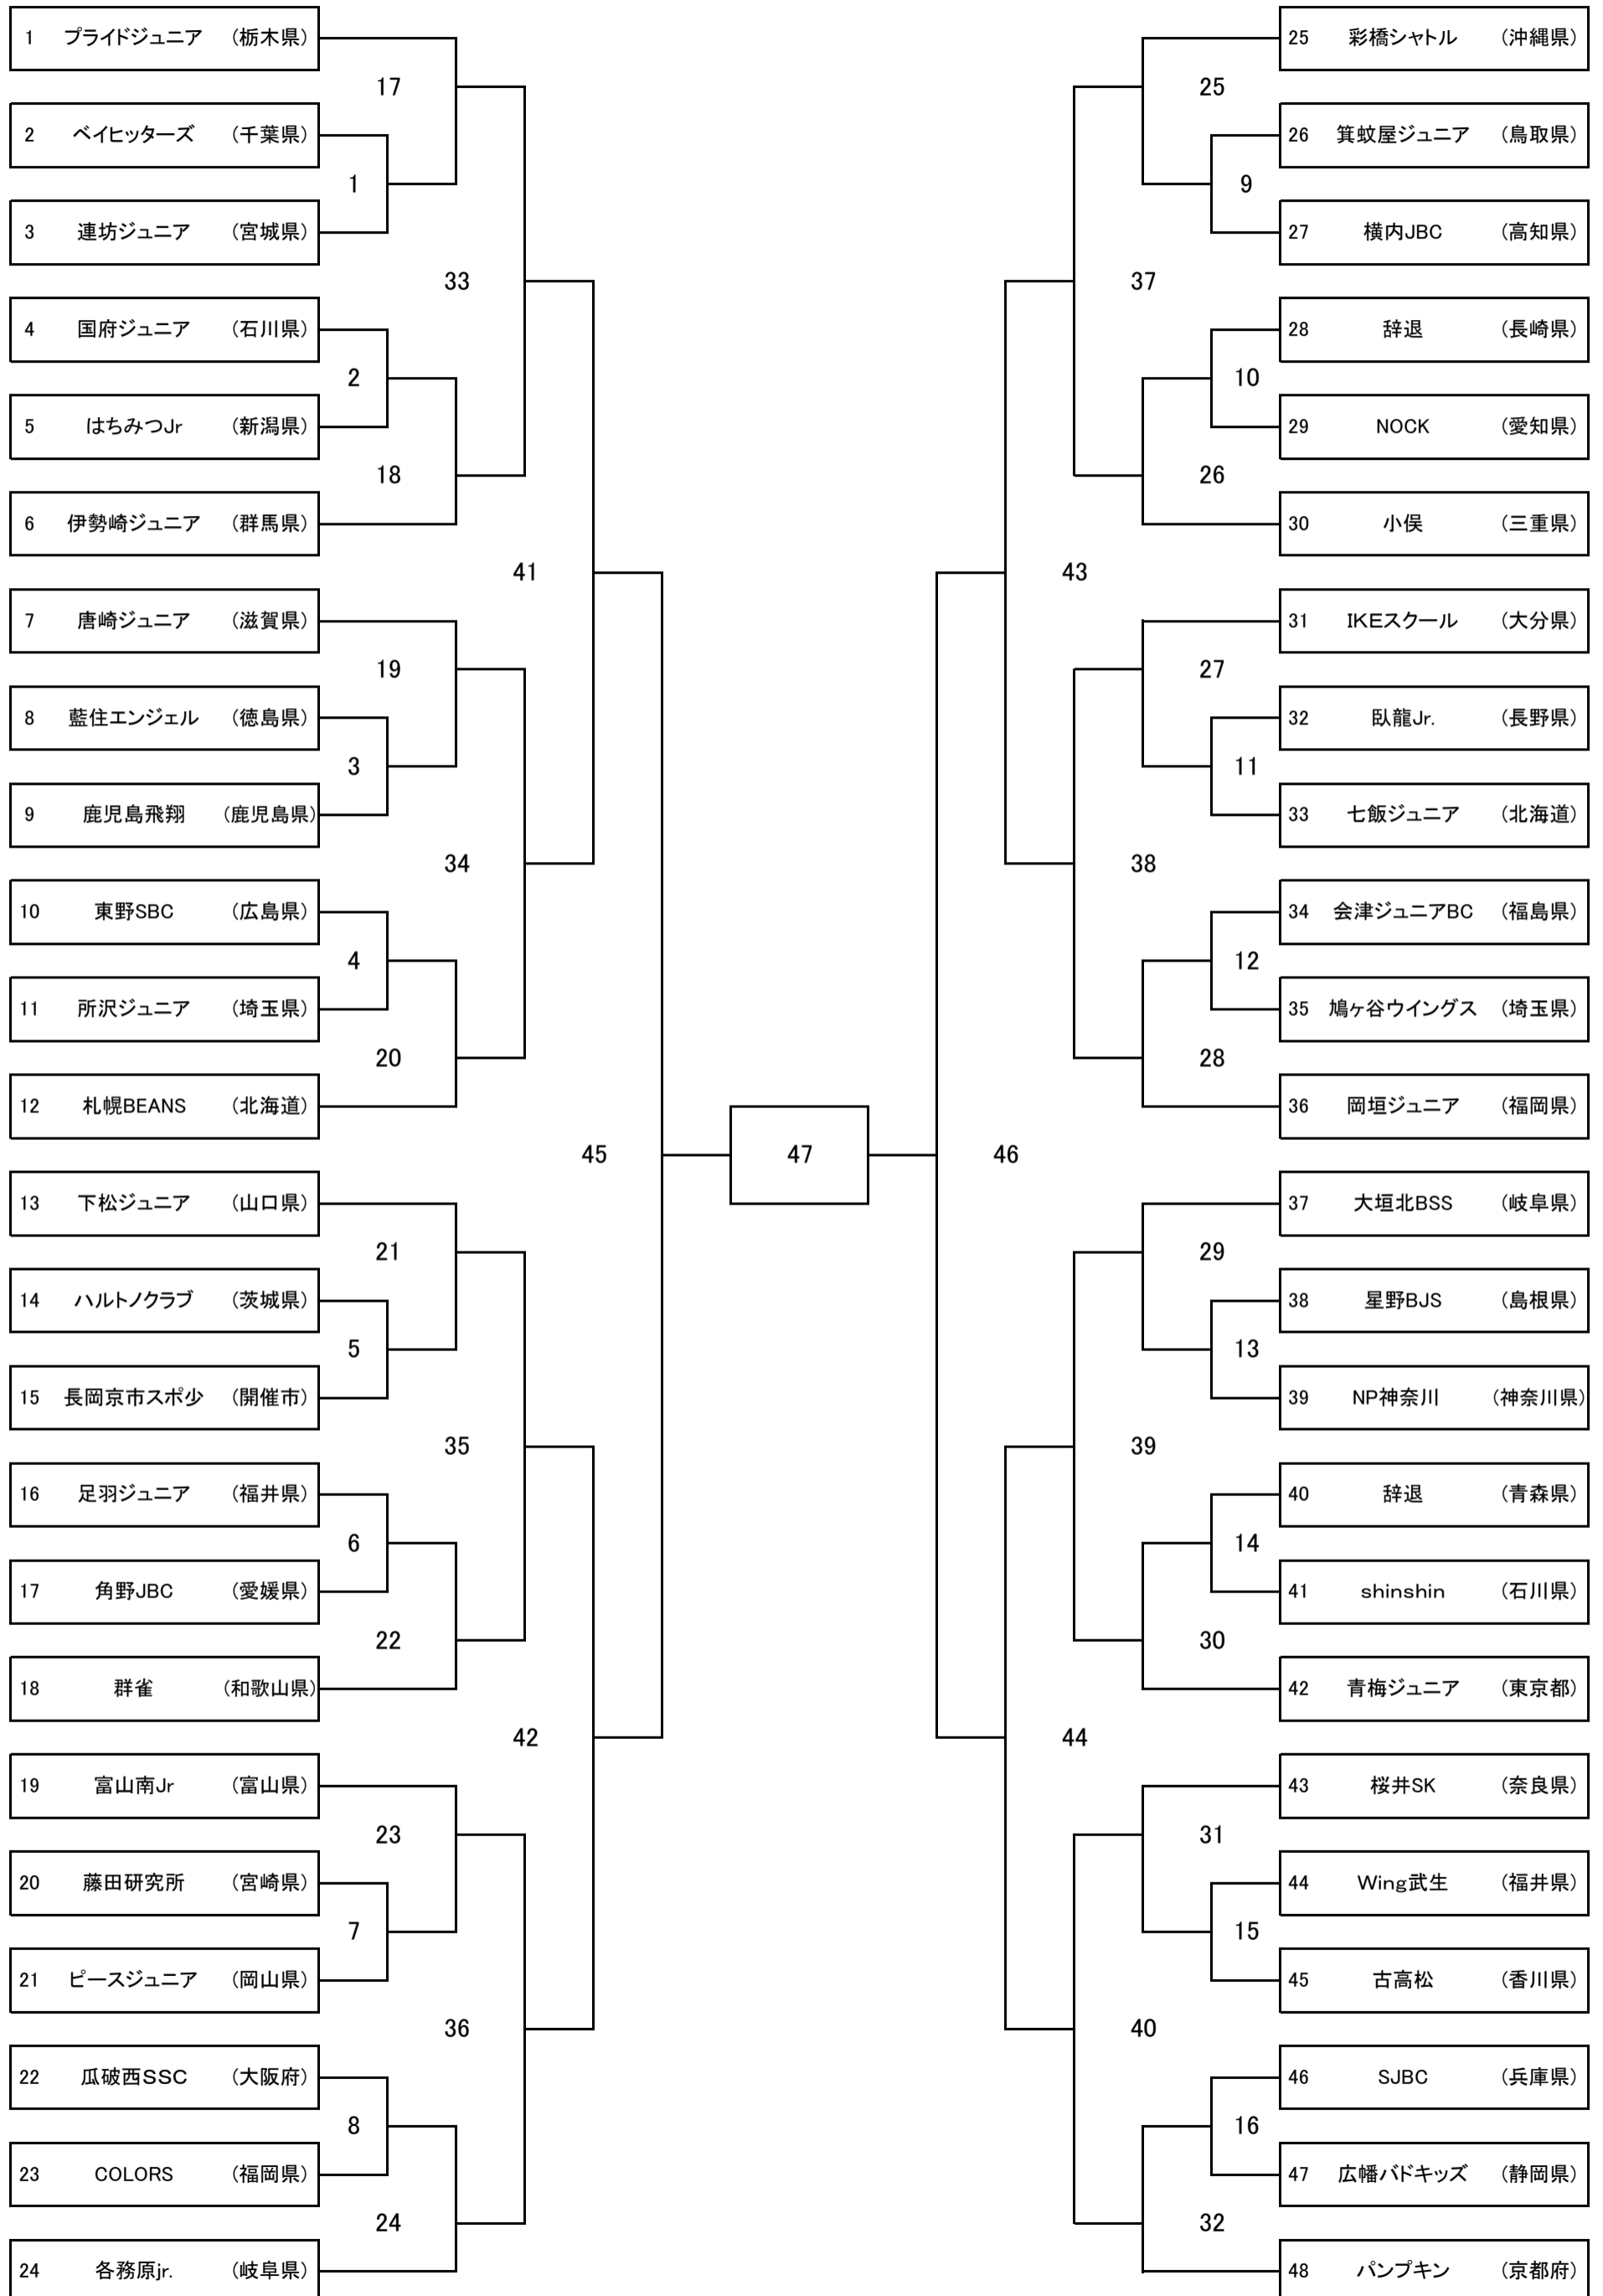 1 プライドジュニア （栃木県）
17
2 ベイヒッターズ （千葉県）
1
3 連坊ジュニア （宮城県）
33
4 国府ジュニア （石川県）
2
5 はちみつJr （新潟県）
18
6 伊勢崎ジュニア （群馬県）
41
7 唐崎ジュニア （滋賀県）
19
8 藍住エンジェル （徳島県）
3
9 鹿児島飛翔 （鹿児島県）
34
10 東野SBC （広島県）
4
11 所沢ジュニア （埼玉県）
20
12 札幌BEANS （北海道）
45
13 下松ジュニア （山口県）
21
14 ハルトノクラブ （茨城県）
5
15 長岡京市スポ少 （開催市）
35
16 足羽ジュニア （福井県）
6
17 角野JBC （愛媛県）
22
18 群雀 （和歌山県）
42
19 富山南Jr （富山県）
23
20 藤田研究所 （宮崎県）
7
21 ピースジュニア （岡山県）
36
22 瓜破西SSC （大阪府）
8
23 COLORS （福岡県）
24
24 各務原jr. （岐阜県）
47
25 彩橋シャトル （沖縄県）
25
26 箕蚊屋ジュニア （鳥取県）
9
27 横内JBC （高知県）
37
28 辞退 （長崎県）
10
29 NOCK （愛知県）
26
30 小俣 （三重県）
43
31 IKEスクール （大分県）
27
32 臥龍Jr. （長野県）
11
33 七飯ジュニア （北海道）
38
34 会津ジュニアBC （福島県）
12
35 鳩ヶ谷ウイングス （埼玉県）
28
36 岡垣ジュニア （福岡県）
46
37 大垣北BSS （岐阜県）
29
38 星野BJS （島根県）
13
39 NP神奈川 （神奈川県）
39
40 辞退 （青森県）
14
41 shinshin （石川県）
30
42 青梅ジュニア （東京都）
44
43 桜井SK （奈良県）
31
44 Wing武生 （福井県）
15
45 古高松 （香川県）
40
46 SJBC （兵庫県）
16
47 広幡バドキッズ （静岡県）
32
48 パンプキン （京都府）